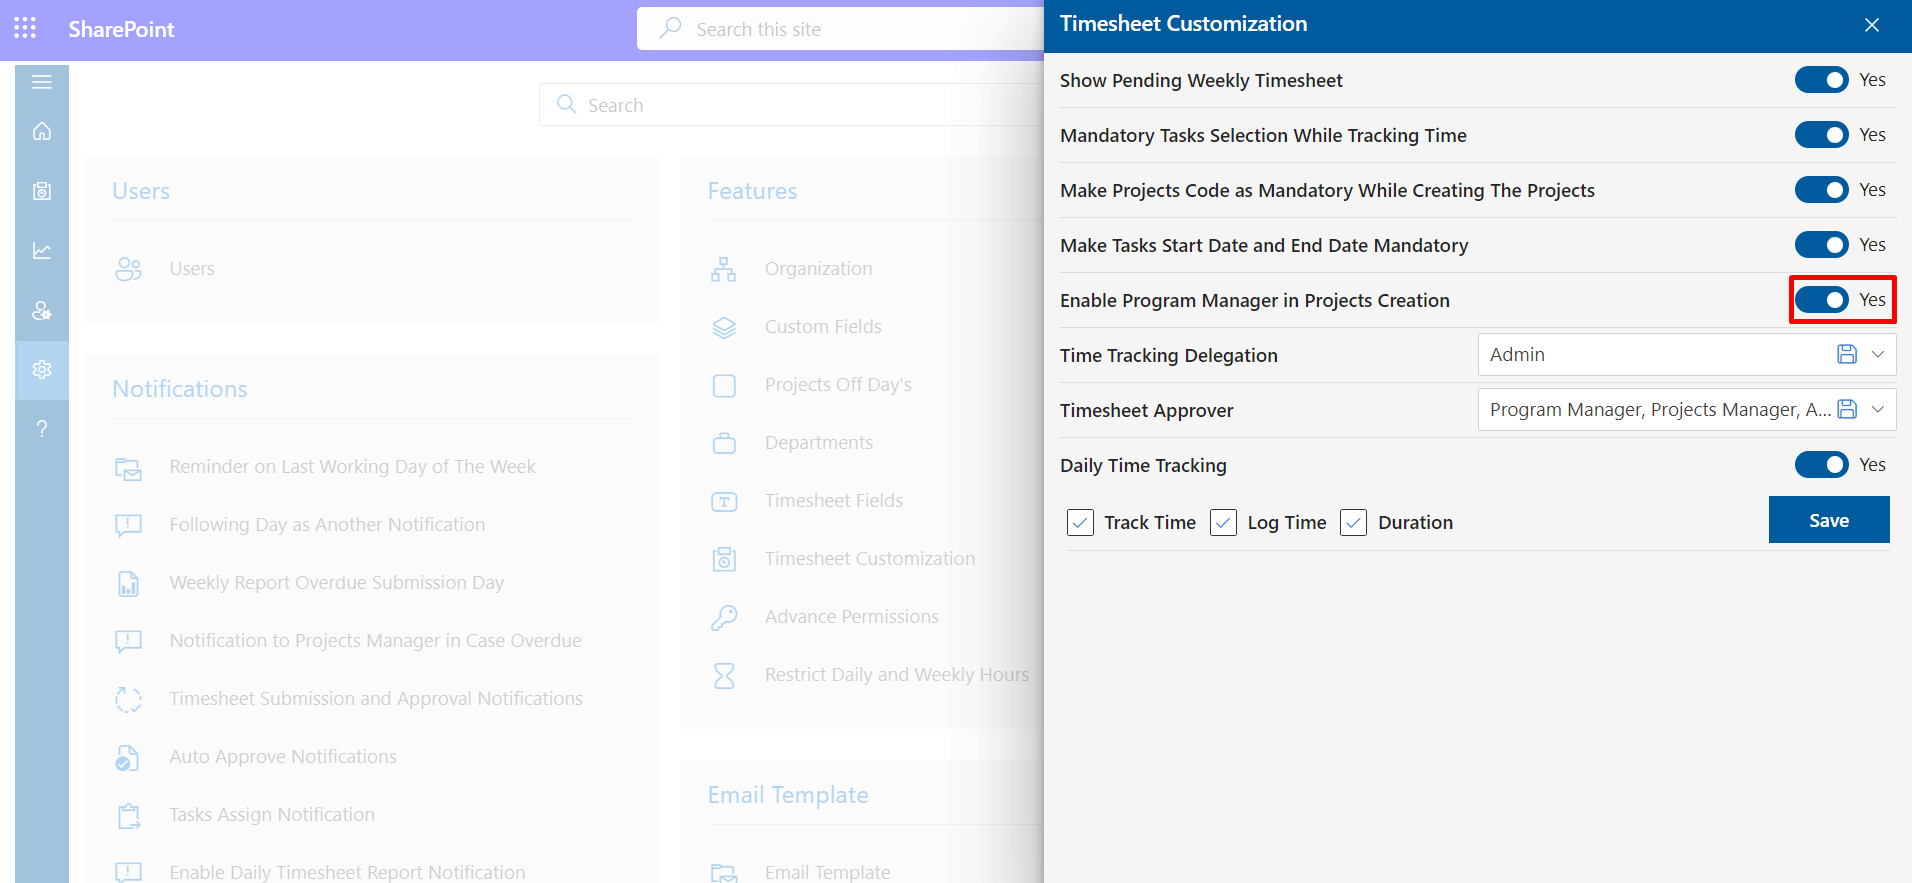 SharePoint
Search this site
Search
Users
Users
Notifications
Reminder on Last Working Day of The Week
Following Day as Another Notification
Weekly Report Overdue Submission Day
Notification to Projects Manager in Case Overdue
Timesheet Submission and Approval Notifications
Auto Approve Notifications
Tasks Assign Notification
Enable Daily Timesheet Report Notification
Features
Organization
Custom Fields
Projects Off Day's
Departments
Timesheet Fields
Timesheet Customization
Advance Permissions
Restrict Daily and Weekly Hours
Email Template
Email Template
Timesheet Customization
Show Pending Weekly Timesheet Yes
Mandatory Tasks Selection While Tracking Time Yes
Make Projects Code as Mandatory While Creating The Projects Yes
Make Tasks Start Date and End Date Mandatory Yes
Enable Program Manager in Projects Creation Yes
Time Tracking Delegation Admin
Timesheet Approver Program Manager, Projects Manager, A...
Daily Time Tracking Yes
Track Time Log Time Duration Save